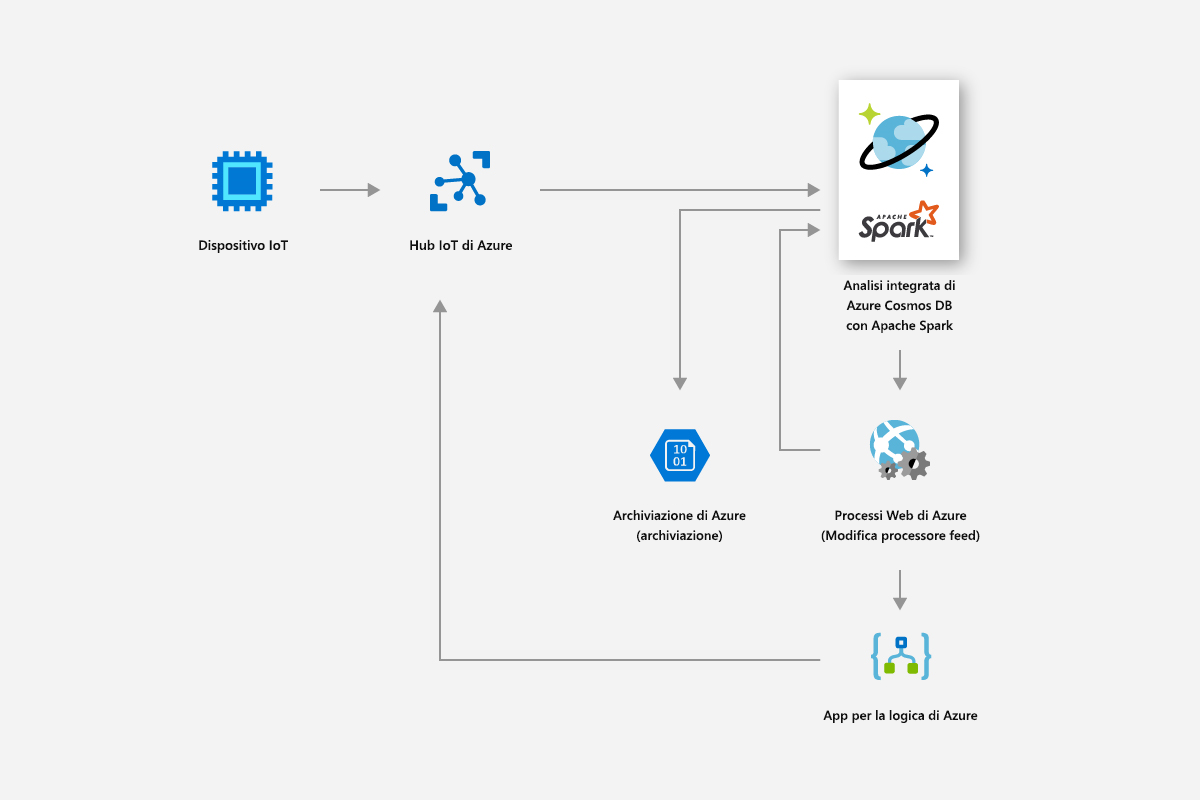 APACHE
Spark™
Dispositivo IoT
Hub IoT di Azure
Analisi integrata di
Azure Cosmos DB
con Apache Spark
10
01
Archiviazione di Azure
(archiviazione)
Processi Web di Azure
(Modifica processore feed)
App per la logica di Azure